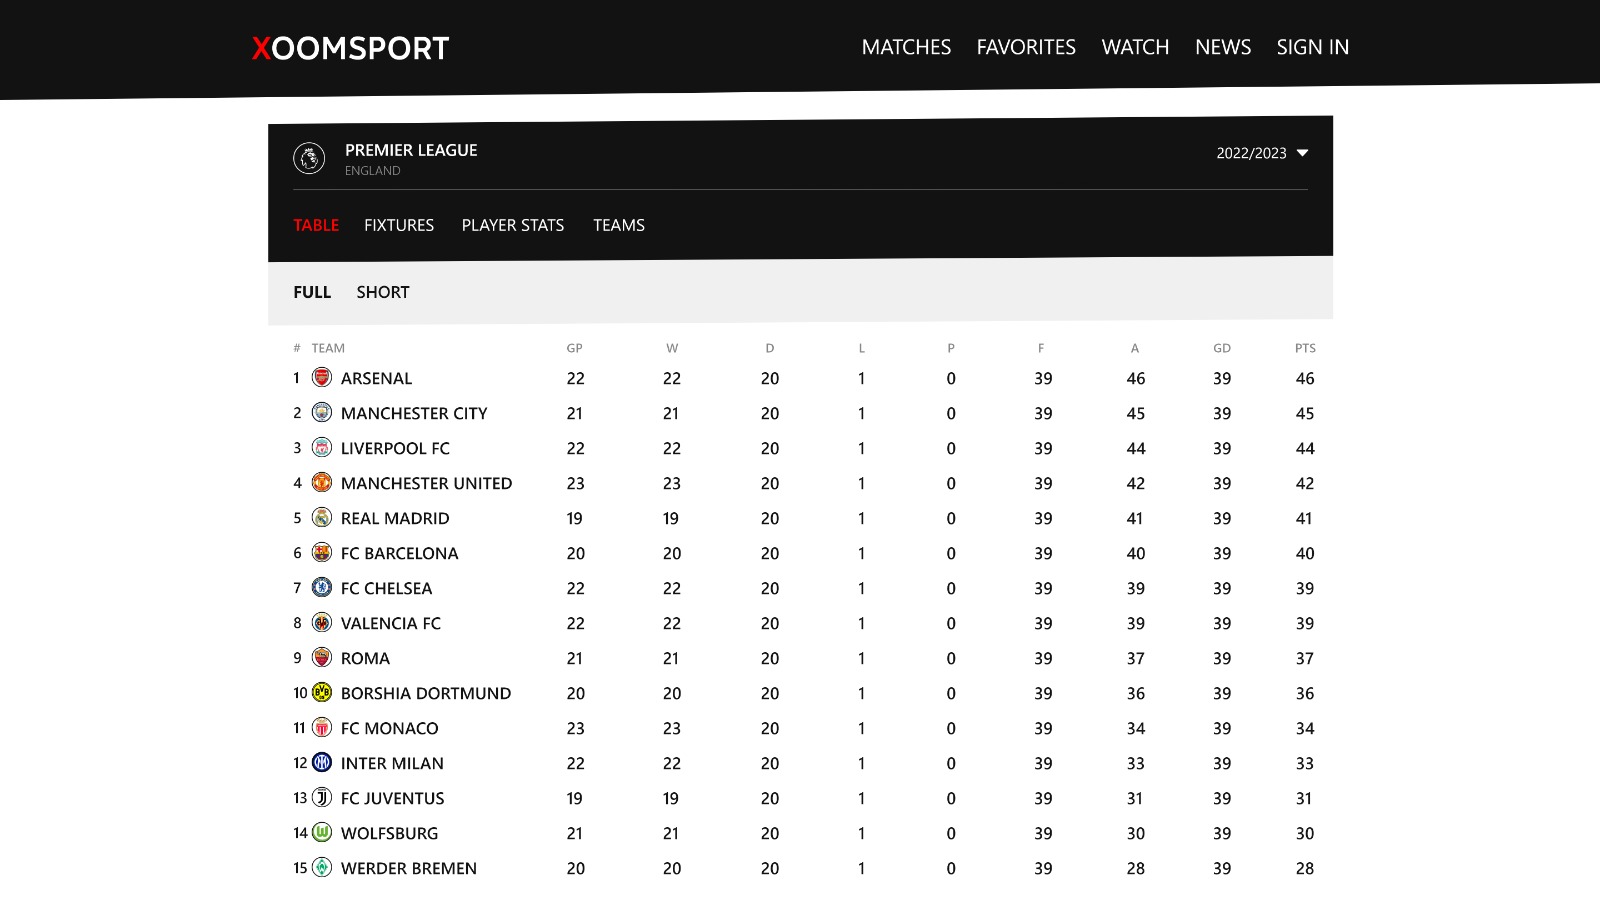 XOOMSPORT MATCHES FAVORITES WATCH NEWS SIGN IN
PREMIER LEAGUE 2022/2023
ENGLAND
TABLE FIXTURES PLAYER STATS TEAMS
FULL SHORT
# TEAM GP W D L P F A GD PTS
1 ARSENAL 22 22 20 1 0 39 46 39 46
2 MANCHESTER CITY 21 21 20 1 0 39 45 39 45
3 LIVERPOOL FC 22 22 20 1 0 39 44 39 44
4 MANCHESTER UNITED 23 23 20 1 0 39 42 39 42
5 REAL MADRID 19 19 20 1 0 39 41 39 41
6 FC BARCELONA 20 20 20 1 0 39 40 39 40
7 FC CHELSEA 22 22 20 1 0 39 39 39 39
8 VALENCIA FC 22 22 20 1 0 39 39 39 39
9 ROMA 21 21 20 1 0 39 37 39 37
10 BORSHIA DORTMUND 20 20 20 1 0 39 36 39 36
11 FC MONACO 23 23 20 1 0 39 34 39 34
12 INTER MILAN 22 22 20 1 0 39 33 39 33
13 FC JUVENTUS 19 19 20 1 0 39 31 39 31
14 WOLFSBURG 21 21 20 1 0 39 30 39 30
15 WERDER BREMEN 20 20 20 1 0 39 28 39 28